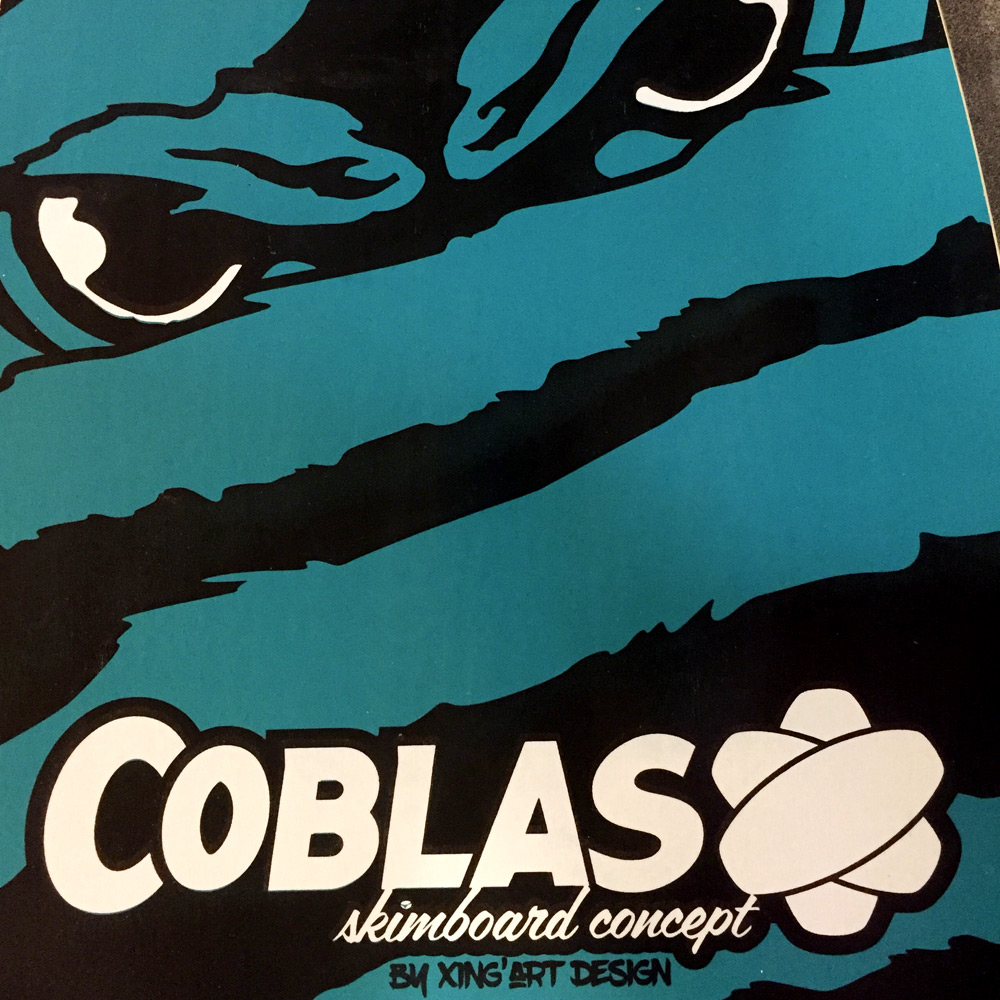 COBLAS
skimboard concept
BY XING'ART DESIGN